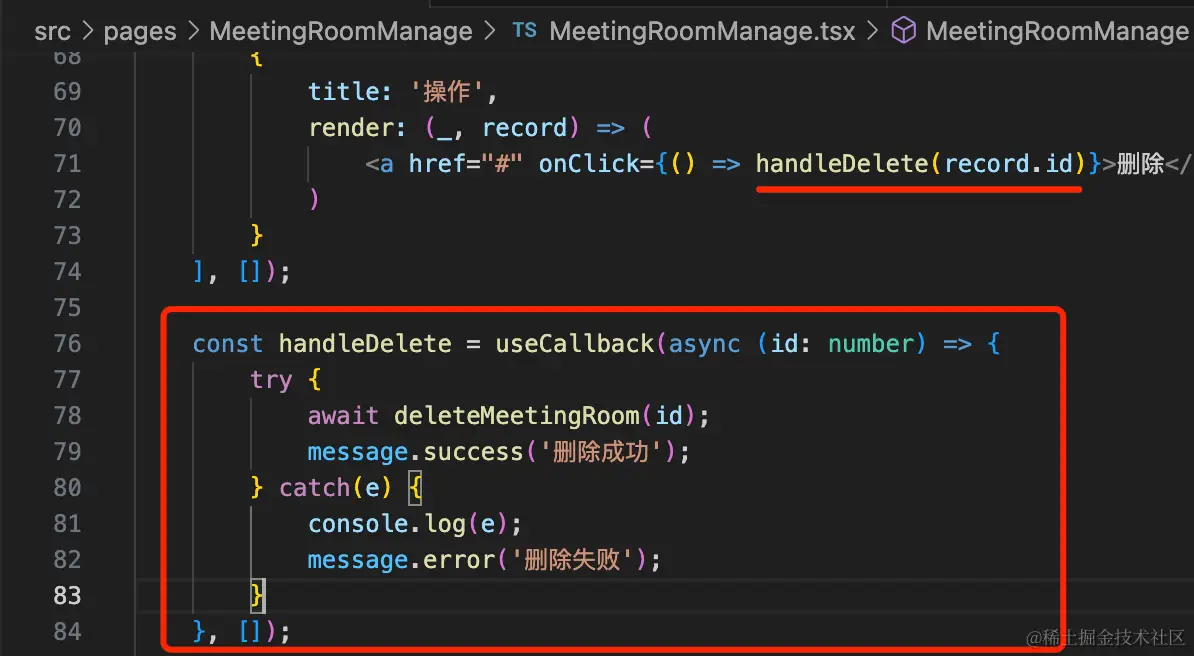 src > pages > MeetingRoomManage > TS MeetingRoomManage.tsx > MeetingRoomManage
68 {
69 title: '操作',
70 render: (_, record) => (
71 <a href="#" onClick={() => handleDelete(record.id)}>删除</
72 )
73 }
74 ], []);
75
76 const handleDelete = useCallback(async (id: number) => {
77 try {
78 await deleteMeetingRoom(id);
79 message.success('删除成功');
80 } catch(e) {
81 console.log(e);
82 message.error('删除失败');
83 }
84 }, []);
@稀土掘金技术社区